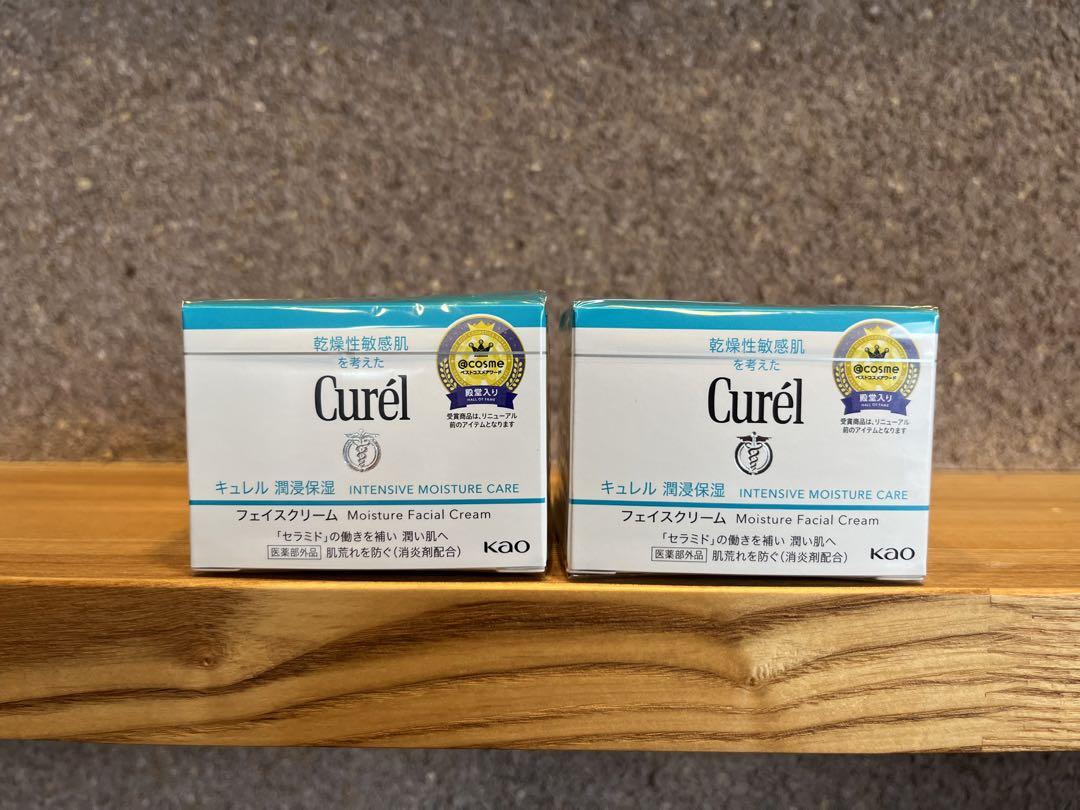 乾燥性敏感肌
を考えた
Curél
@cosme
ベストコスメアワード
殿堂入り
HALL OF FAME
受賞商品は、リニューアル
前のアイテムとなります
キュレル 潤浸保湿 INTENSIVE MOISTURE CARE
フェイスクリーム Moisture Facial Cream
「セラミド」の働きを補い 潤い肌へ
医薬部外品 肌荒れを防ぐ(消炎剤配合)
Kao
乾燥性敏感肌
を考えた
Curél
@cosme
ベストコスメアワード
殿堂入り
HALL OF FAME
受賞商品は、リニューアル
前のアイテムとなります
キュレル 潤浸保湿 INTENSIVE MOISTURE CARE
フェイスクリーム Moisture Facial Cream
「セラミド」の働きを補い 潤い肌へ
医薬部外品 肌荒れを防ぐ(消炎剤配合)
Kao